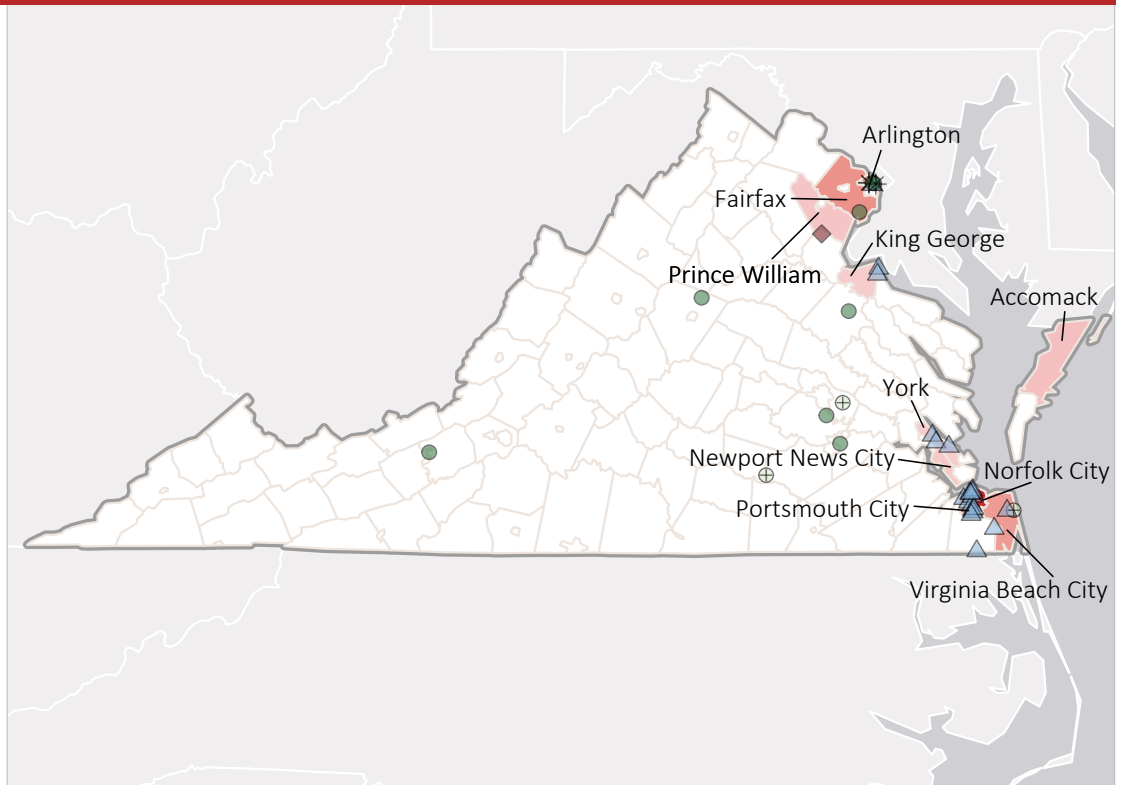 Arlington
Fairfax
King George
Prince William
Accomack
York
Newport News City
Norfolk City
Portsmouth City
Virginia Beach City